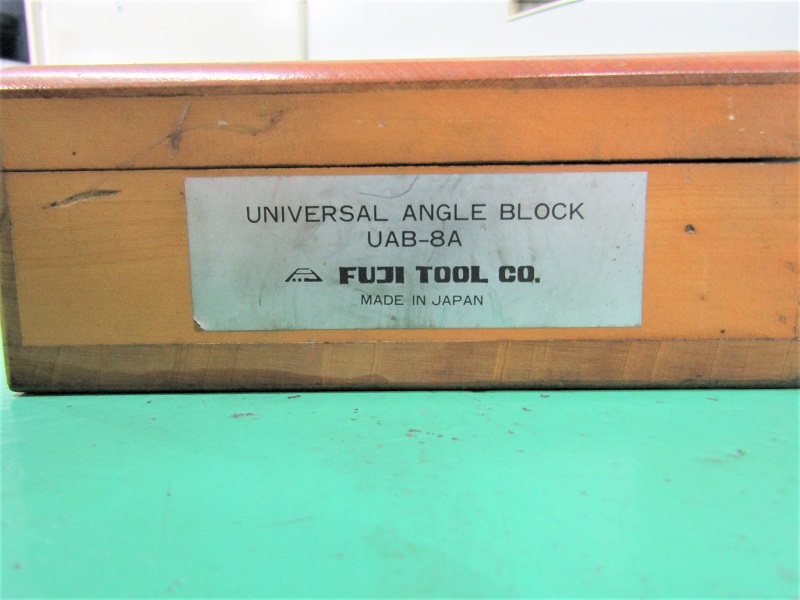 UNIVERSAL ANGLE BLOCK
UAB-8A
FUJI TOOL CO.
MADE IN JAPAN